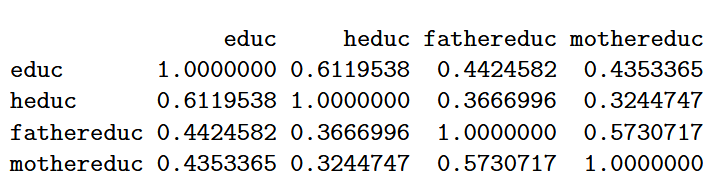 educ heduc fathereduc mothereduc
educ 1.0000000 0.6119538 0.4424582 0.4353365
heduc 0.6119538 1.0000000 0.3666996 0.3244747
fathereduc 0.4424582 0.3666996 1.0000000 0.5730717
mothereduc 0.4353365 0.3244747 0.5730717 1.0000000